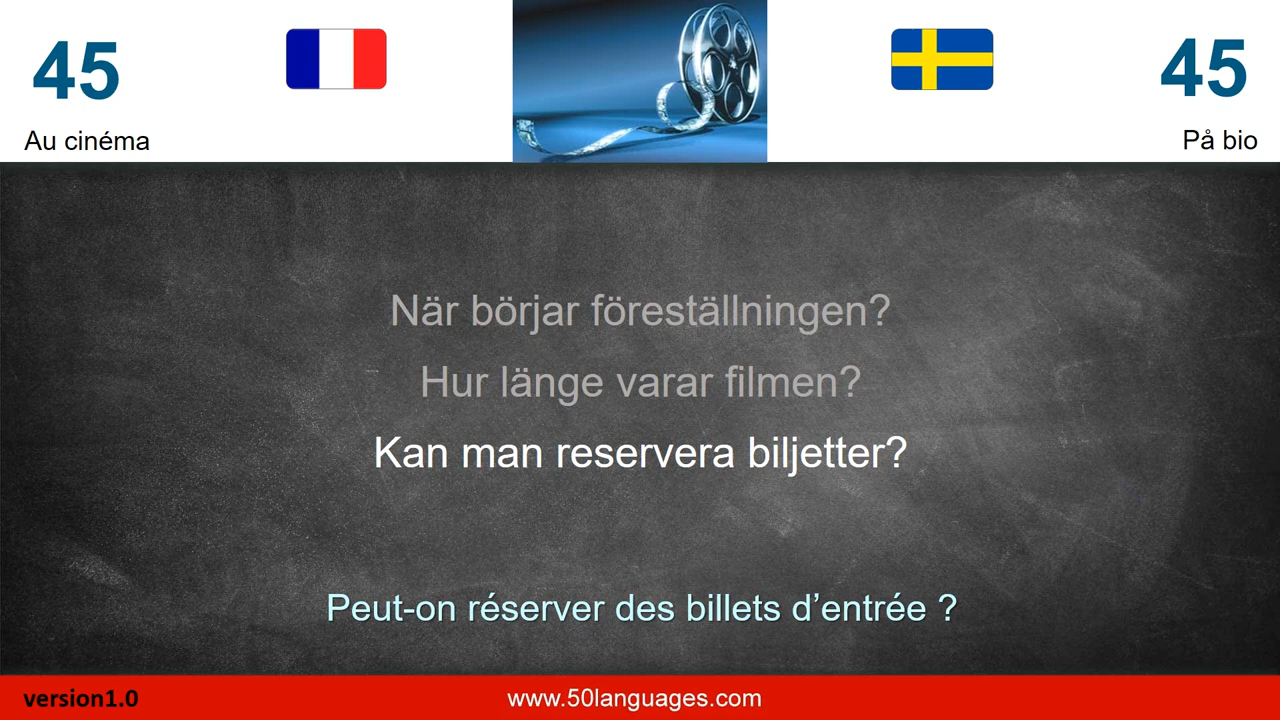 45
Au cinéma
45
På bio
När börjar föreställningen?
Hur länge varar filmen?
Kan man reservera biljetter?
Peut-on réserver des billets d’entrée ?
version1.0
www.50languages.com